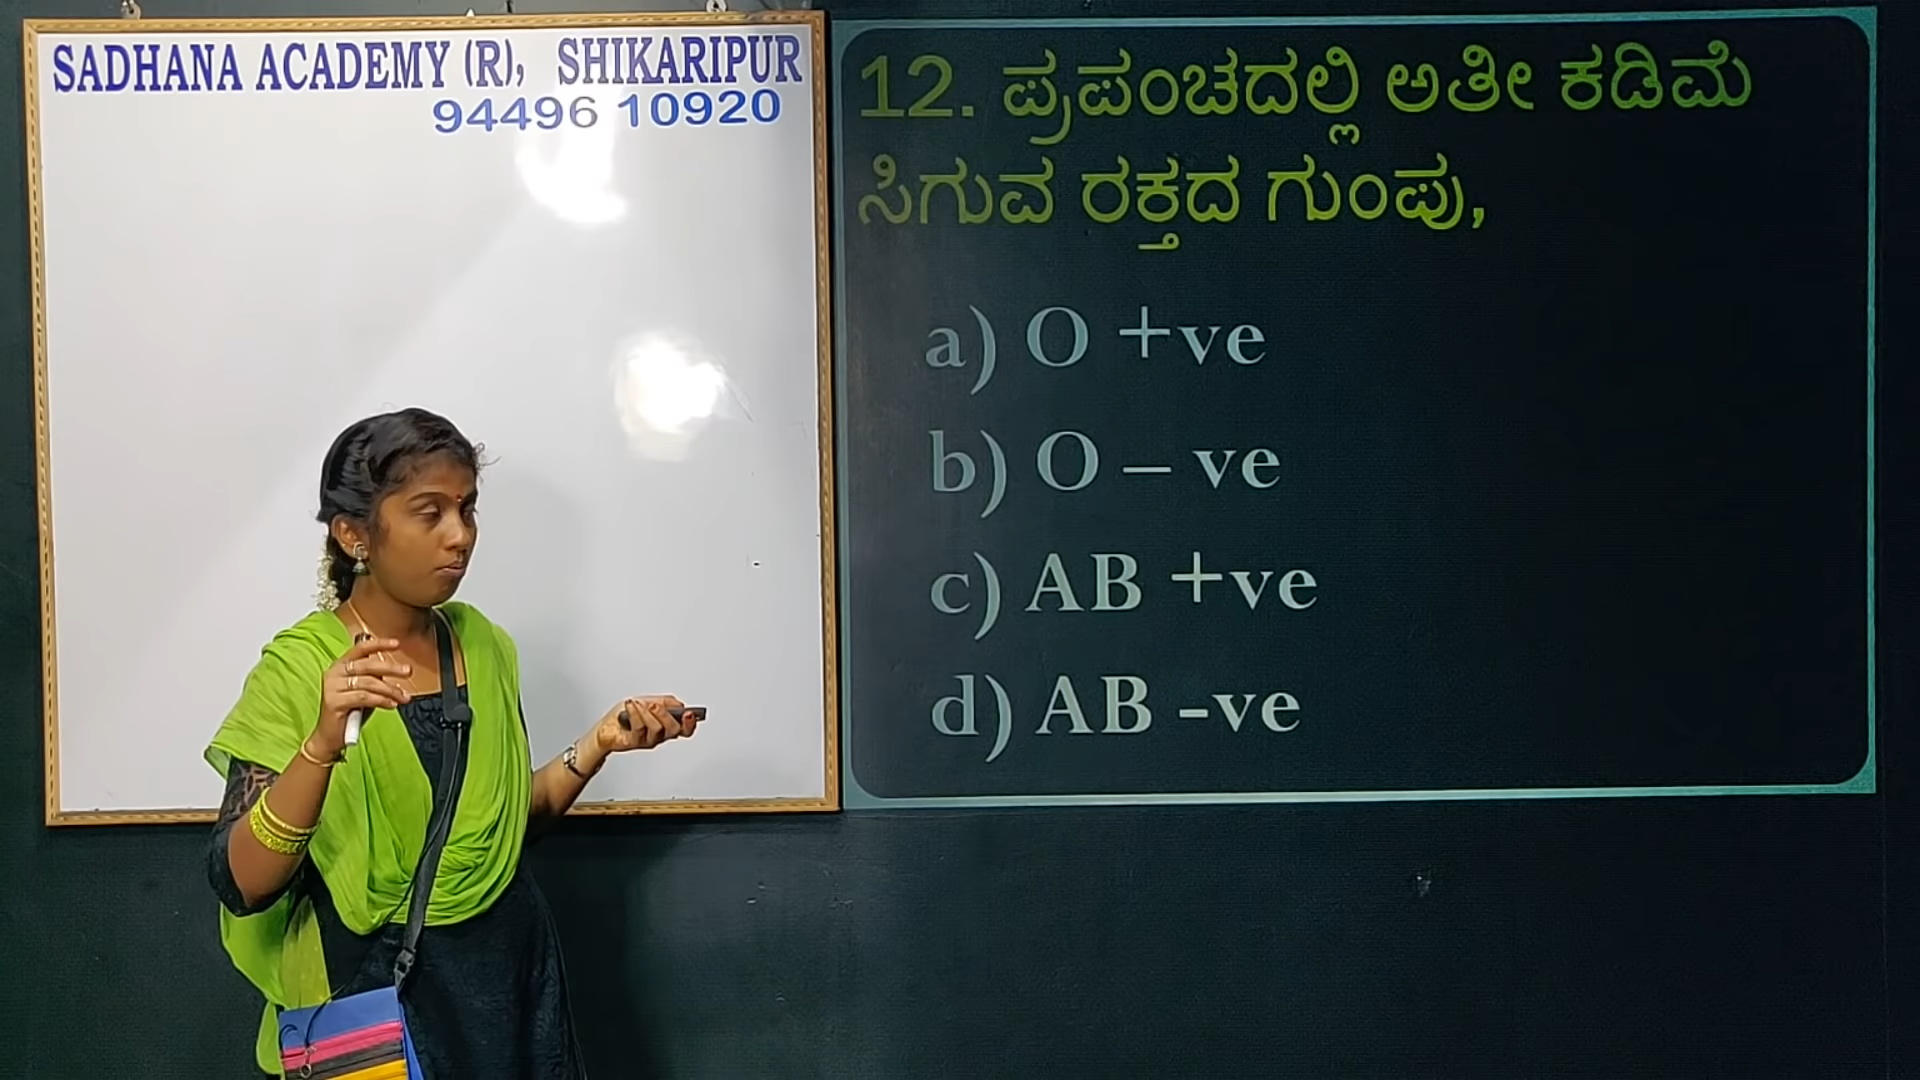 SADHANA ACADEMY (R), SHIKARIPUR
94496 10920
12. ಪ್ರಪಂಚದಲ್ಲಿ ಅತೀ ಕಡಿಮೆ
ಸಿಗುವ ರಕ್ತದ ಗುಂಪು,
a) O +ve
b) O – ve
c) AB +ve
d) AB -ve